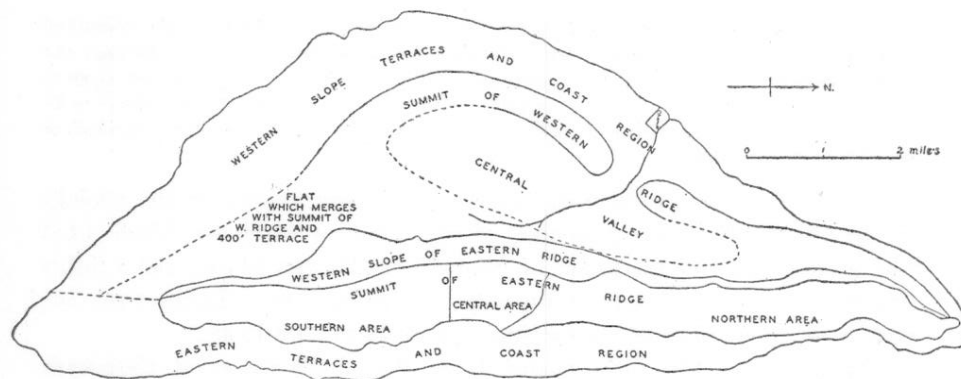 WESTERN SLOPE TERRACES AND COAST REGION
SUMMIT OF WESTERN RIDGE
N.
0 1 2 miles
CENTRAL VALLEY
FLAT
WHICH MERGES
WITH SUMMIT OF
W. RIDGE AND
400' TERRACE
WESTERN SLOPE OF EASTERN RIDGE
SUMMIT OF EASTERN RIDGE
CENTRAL AREA
SOUTHERN AREA
NORTHERN AREA
EASTERN TERRACES AND COAST REGION